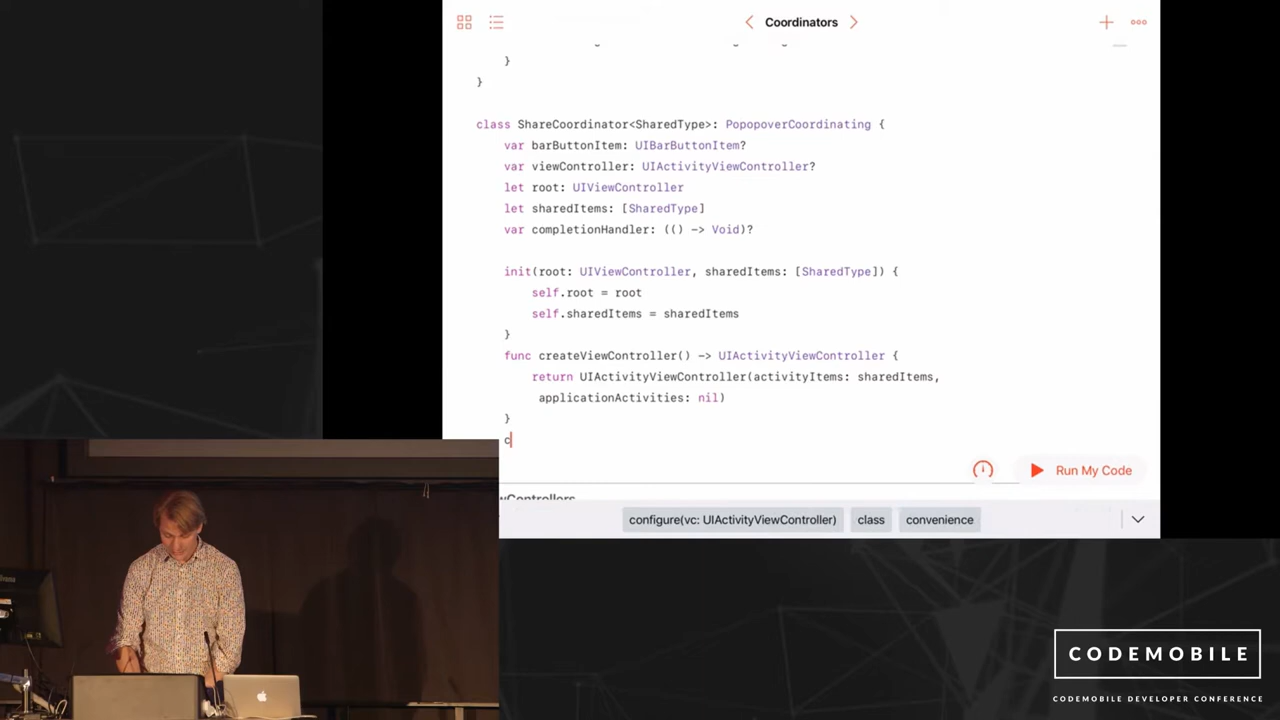 Coordinators
}
}
class ShareCoordinator<SharedType>: PopopoverCoordinating {
var barButtonItem: UIBarButtonItem?
var viewController: UIActivityViewController?
let root: UIViewController
let sharedItems: [SharedType]
var completionHandler: (() -> Void)?
init(root: UIViewController, sharedItems: [SharedType]) {
self.root = root
self.sharedItems = sharedItems
}
func createViewController() -> UIActivityViewController {
return UIActivityViewController(activityItems: sharedItems,
applicationActivities: nil)
}
c
Run My Code
wControllers
configure(vc: UIActivityViewController) class convenience
CODEMOBILE
CODEMOBILE DEVELOPER CONFERENCE